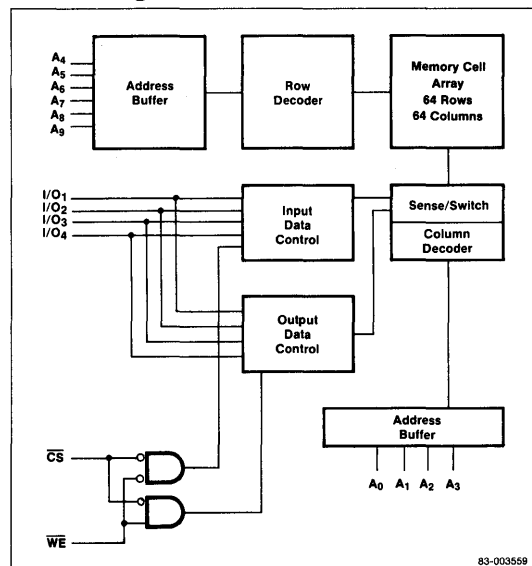 A4
A5
A6
A7
A8
A9
Address
Buffer
Row
Decoder
Memory Cell
Array
64 Rows
64 Columns
I/O1
I/O2
I/O3
I/O4
Input
Data
Control
Sense/Switch
Column
Decoder
Output
Data
Control
Address
Buffer
A0 A1 A2 A3
CS
WE
83-003559